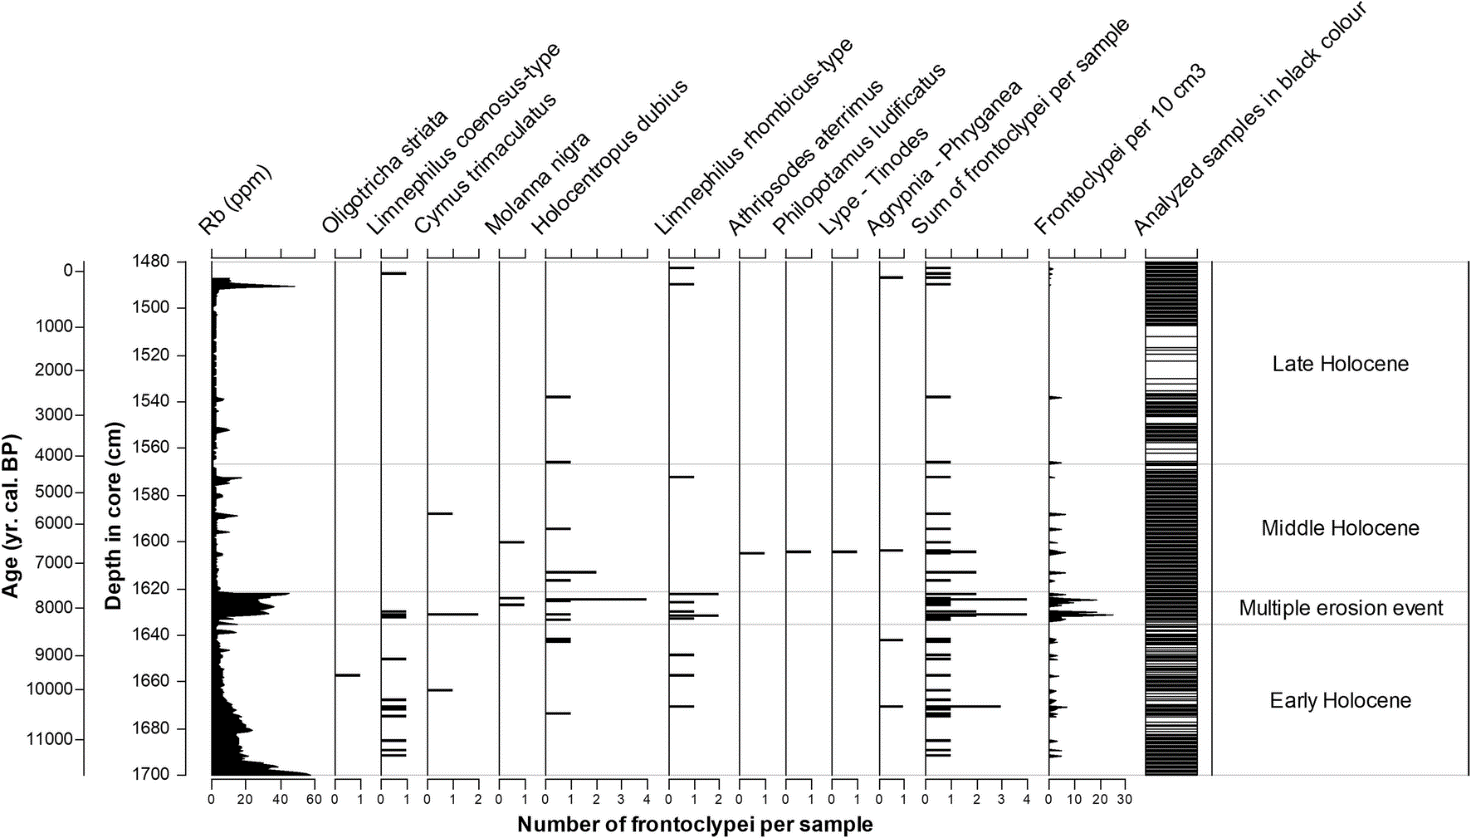 Rb (ppm)
Oligotricha striata
Limnephilus coenosus-type
Cyrnus trimaculatus
Molanna nigra
Holocentropus dubius
Limnephilus rhombicus-type
Athripsodes aterrimus
Philopotamus ludificatus
Lype - Tinodes
Agrypnia - Phryganea
Sum of frontoclypei per sample
Frontoclypei per 10 cm3
Analyzed samples in black colour
Age (yr. cal. BP)
0
1000
2000
3000
4000
5000
6000
7000
8000
9000
10000
11000
Depth in core (cm)
1480
1500
1520
1540
1560
1580
1600
1620
1640
1660
1680
1700
Late Holocene
Middle Holocene
Multiple erosion event
Early Holocene
0 20 40 60 0 1 0 1 0 1 2 0 1 0 1 2 3 4 0 1 2 0 1 0 1 0 1 0 1 0 1 2 3 4 0 10 20 30
Number of frontoclypei per sample